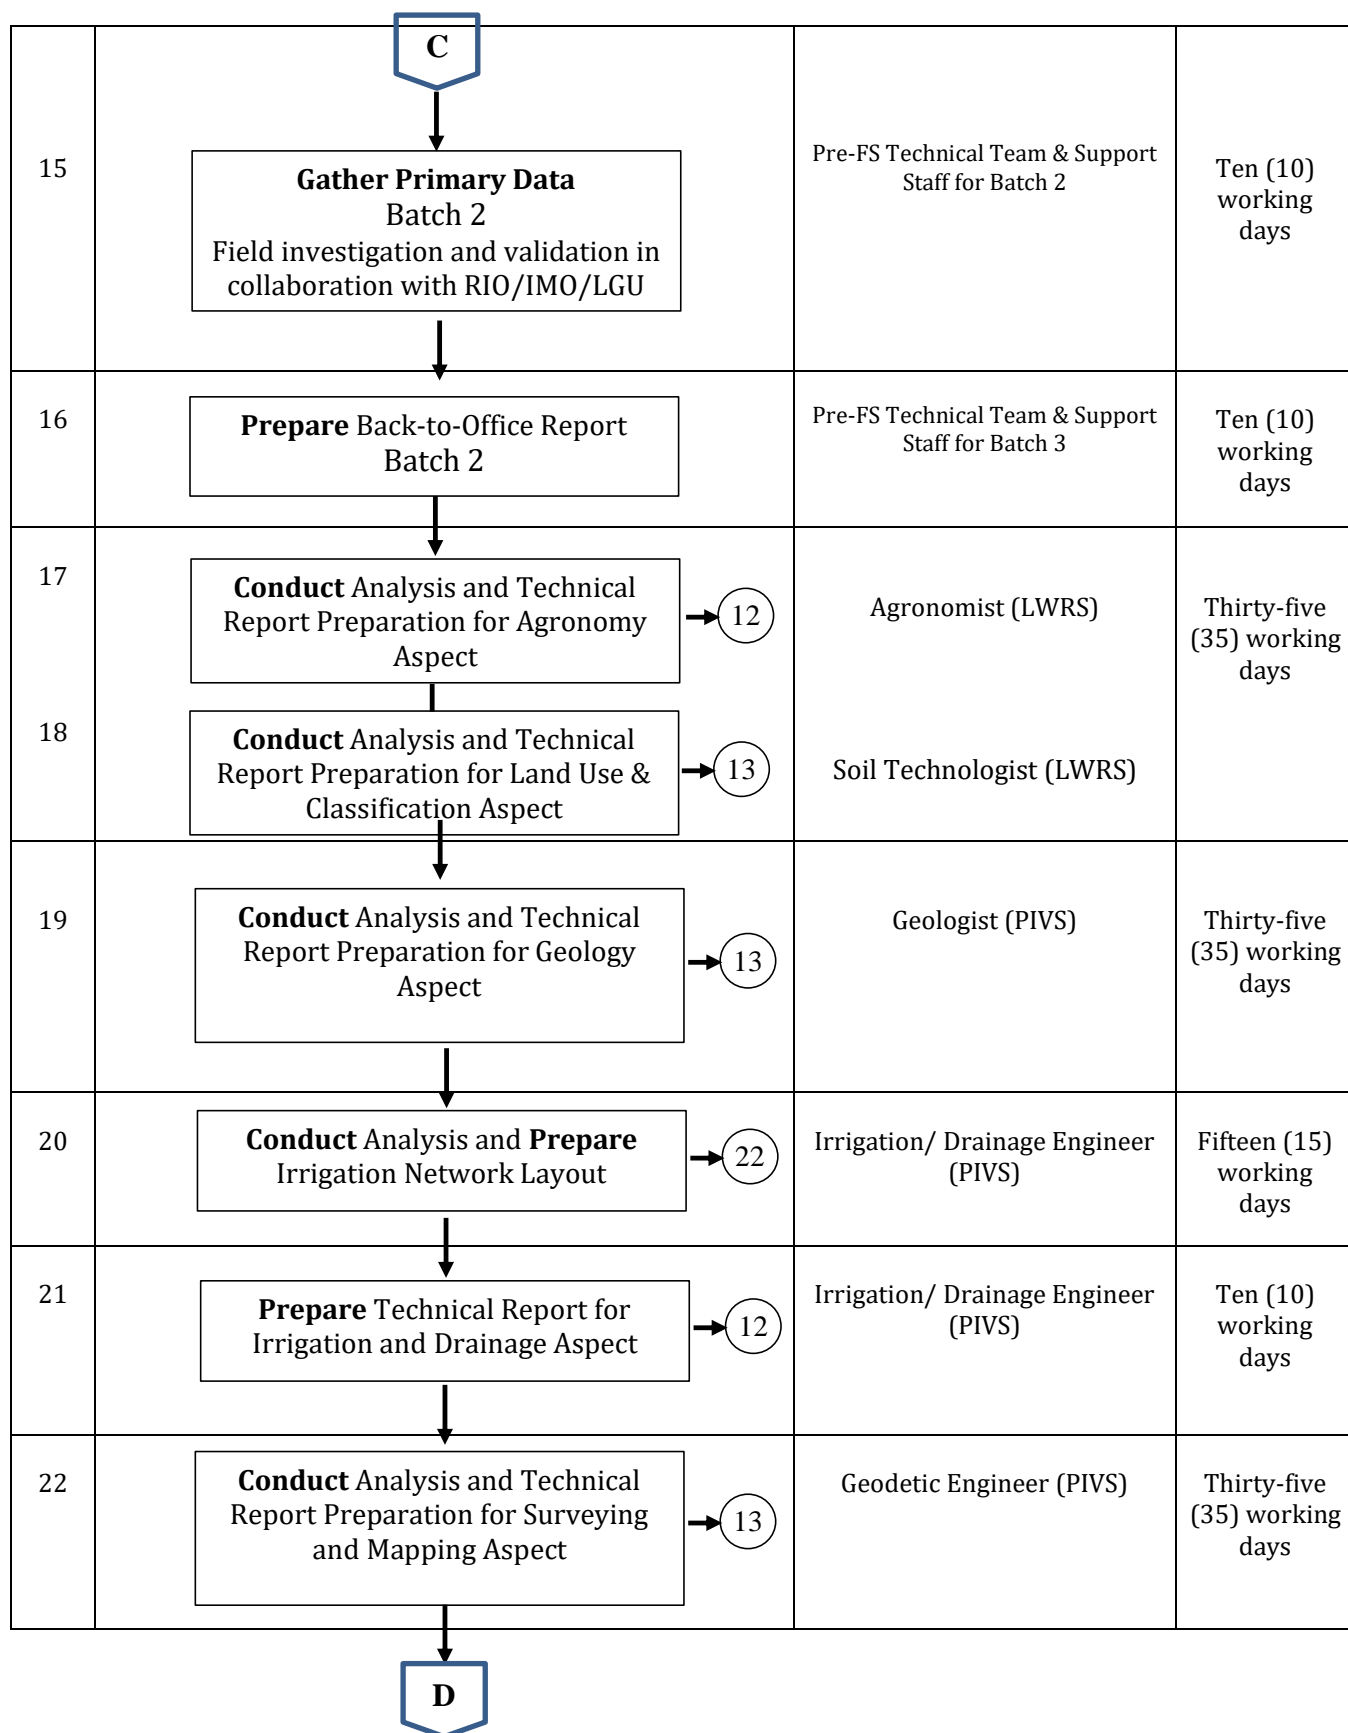 C
15
Gather Primary Data
Batch 2
Field investigation and validation in
collaboration with RIO/IMO/LGU
Pre-FS Technical Team & Support
Staff for Batch 2
Ten (10)
working
days
16
Prepare Back-to-Office Report
Batch 2
Pre-FS Technical Team & Support
Staff for Batch 3
Ten (10)
working
days
17
Conduct Analysis and Technical
Report Preparation for Agronomy
Aspect
12
Agronomist (LWRS)
Thirty-five
(35) working
days
18
Conduct Analysis and Technical
Report Preparation for Land Use &
Classification Aspect
13
Soil Technologist (LWRS)
19
Conduct Analysis and Technical
Report Preparation for Geology
Aspect
13
Geologist (PIVS)
Thirty-five
(35) working
days
20
Conduct Analysis and Prepare
Irrigation Network Layout
22
Irrigation/ Drainage Engineer
(PIVS)
Fifteen (15)
working
days
21
Prepare Technical Report for
Irrigation and Drainage Aspect
12
Irrigation/ Drainage Engineer
(PIVS)
Ten (10)
working
days
22
Conduct Analysis and Technical
Report Preparation for Surveying
and Mapping Aspect
13
Geodetic Engineer (PIVS)
Thirty-five
(35) working
days
D